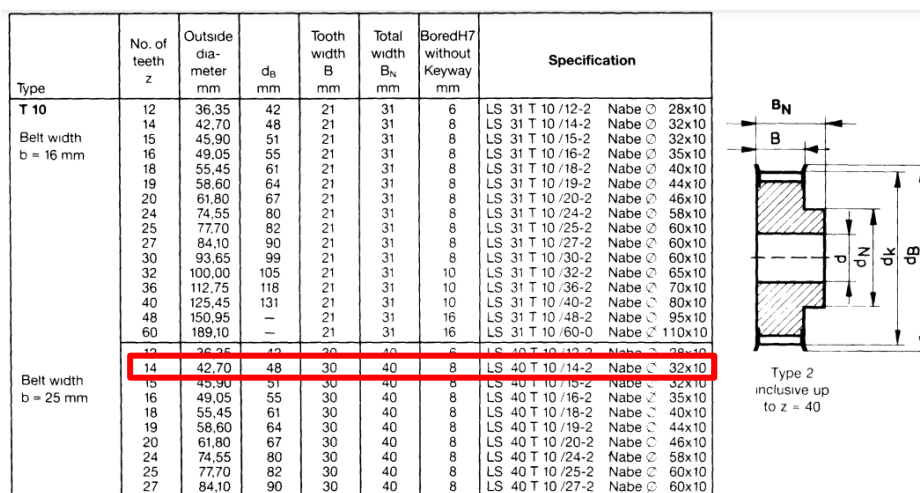 Type
No. of teeth z
Outside dia- meter mm
dB mm
Tooth width B mm
Total width BN mm
BoredH7 without Keyway mm
Specification
T 10
Belt width
b = 16 mm
12 36,35 42 21 31 6 LS 31 T 10 /12-2 Nabe ∅ 28x10
14 42,70 48 21 31 8 LS 31 T 10 /14-2 Nabe ∅ 32x10
15 45,90 51 21 31 8 LS 31 T 10 /15-2 Nabe ∅ 32x10
16 49,05 55 21 31 8 LS 31 T 10 /16-2 Nabe ∅ 35x10
18 55,45 61 21 31 8 LS 31 T 10 /18-2 Nabe ∅ 40x10
19 58,60 64 21 31 8 LS 31 T 10 /19-2 Nabe ∅ 44x10
20 61,80 67 21 31 8 LS 31 T 10 /20-2 Nabe ∅ 46x10
24 74,55 80 21 31 8 LS 31 T 10 /24-2 Nabe ∅ 58x10
25 77,70 82 21 31 8 LS 31 T 10 /25-2 Nabe ∅ 60x10
27 84,10 90 21 31 8 LS 31 T 10 /27-2 Nabe ∅ 60x10
30 93,65 99 21 31 8 LS 31 T 10 /30-2 Nabe ∅ 60x10
32 100,00 105 21 31 10 LS 31 T 10 /32-2 Nabe ∅ 65x10
36 112,75 118 21 31 10 LS 31 T 10 /36-2 Nabe ∅ 70x10
40 125,45 131 21 31 10 LS 31 T 10 /40-2 Nabe ∅ 80x10
48 150,95 – 21 31 16 LS 31 T 10 /48-2 Nabe ∅ 95x10
60 189,10 – 21 31 16 LS 31 T 10 /60-0 Nabe ∅ 110x10
Belt width
b = 25 mm
14 42,70 48 30 40 8 LS 40 T 10 /14-2 Nabe ∅ 32x10
15 45,90 51 30 40 8 LS 40 T 10 /15-2 Nabe ∅ 32x10
16 49,05 55 30 40 8 LS 40 T 10 /16-2 Nabe ∅ 35x10
18 55,45 61 30 40 8 LS 40 T 10 /18-2 Nabe ∅ 40x10
19 58,60 64 30 40 8 LS 40 T 10 /19-2 Nabe ∅ 44x10
20 61,80 67 30 40 8 LS 40 T 10 /20-2 Nabe ∅ 46x10
24 74,55 80 30 40 8 LS 40 T 10 /24-2 Nabe ∅ 58x10
25 77,70 82 30 40 8 LS 40 T 10 /25-2 Nabe ∅ 60x10
27 84,10 90 30 40 8 LS 40 T 10 /27-2 Nabe ∅ 60x10
BN
B
d
dN
dk
dB
Type 2
inclusive up
to z = 40